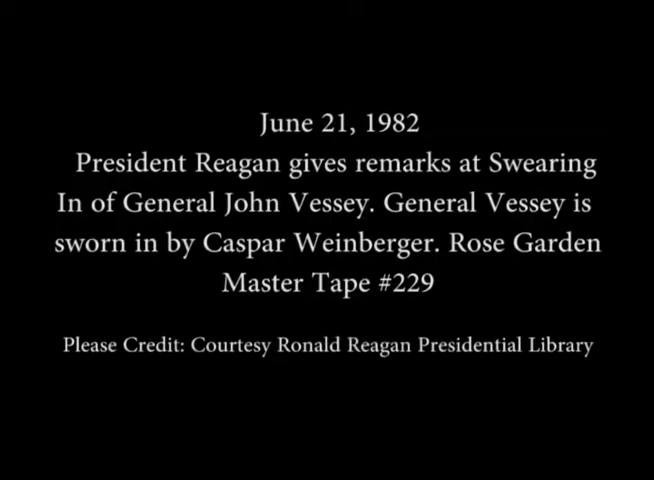 June 21, 1982
President Reagan gives remarks at Swearing
In of General John Vessey. General Vessey is
sworn in by Caspar Weinberger. Rose Garden
Master Tape #229
Please Credit: Courtesy Ronald Reagan Presidential Library